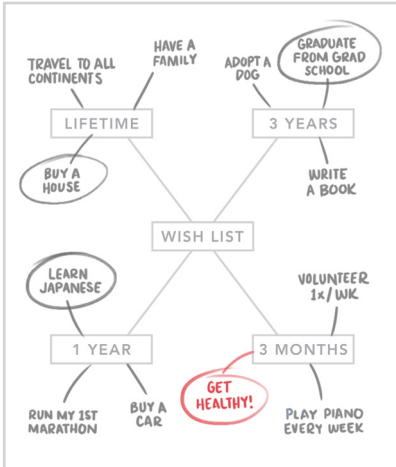 HAVE A
FAMILY
TRAVEL TO ALL
CONTINENTS
LIFETIME
BUY A
HOUSE
GRADUATE
FROM GRAD
SCHOOL
ADOPT A
DOG
3 YEARS
WRITE
A BOOK
WISH LIST
LEARN
JAPANESE
1 YEAR
RUN MY 1ST
MARATHON
BUY A
CAR
VOLUNTEER
1x/WK
3 MONTHS
GET
HEALTHY!
PLAY PIANO
EVERY WEEK